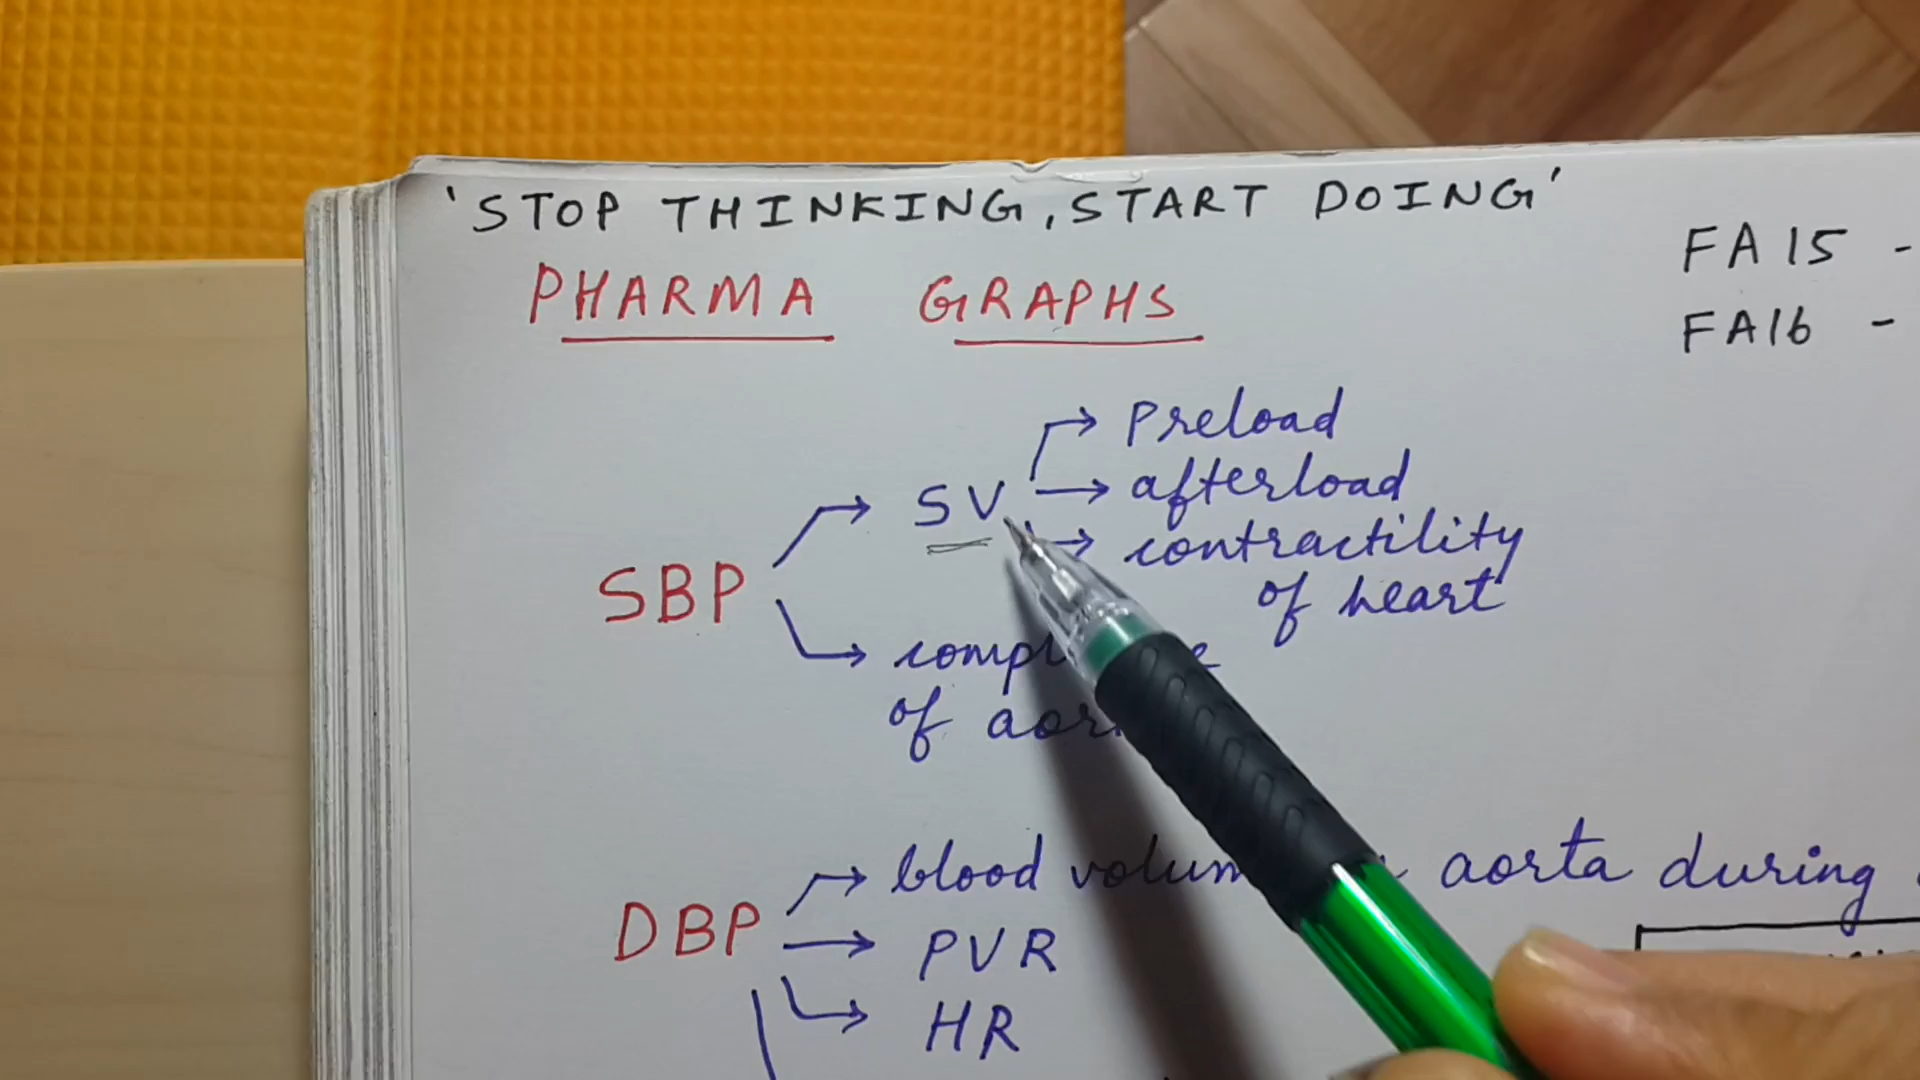 'STOP THINKING, START DOING'
PHARMA GRAPHS
FA 15 -
FA16 -
SBP
SV
Preload
afterload
contractility
of heart
of
DBP
blood aorta during
PVR
HR